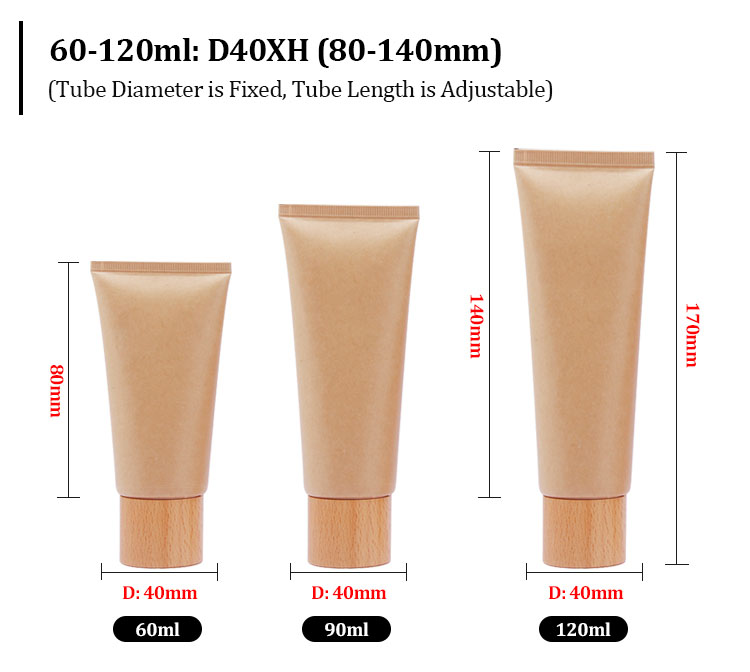 60-120ml: D40XH (80-140mm)
(Tube Diameter is Fixed, Tube Length is Adjustable)
80mm
140mm
170mm
D: 40mm
D: 40mm
D: 40mm
60ml
90ml
120ml